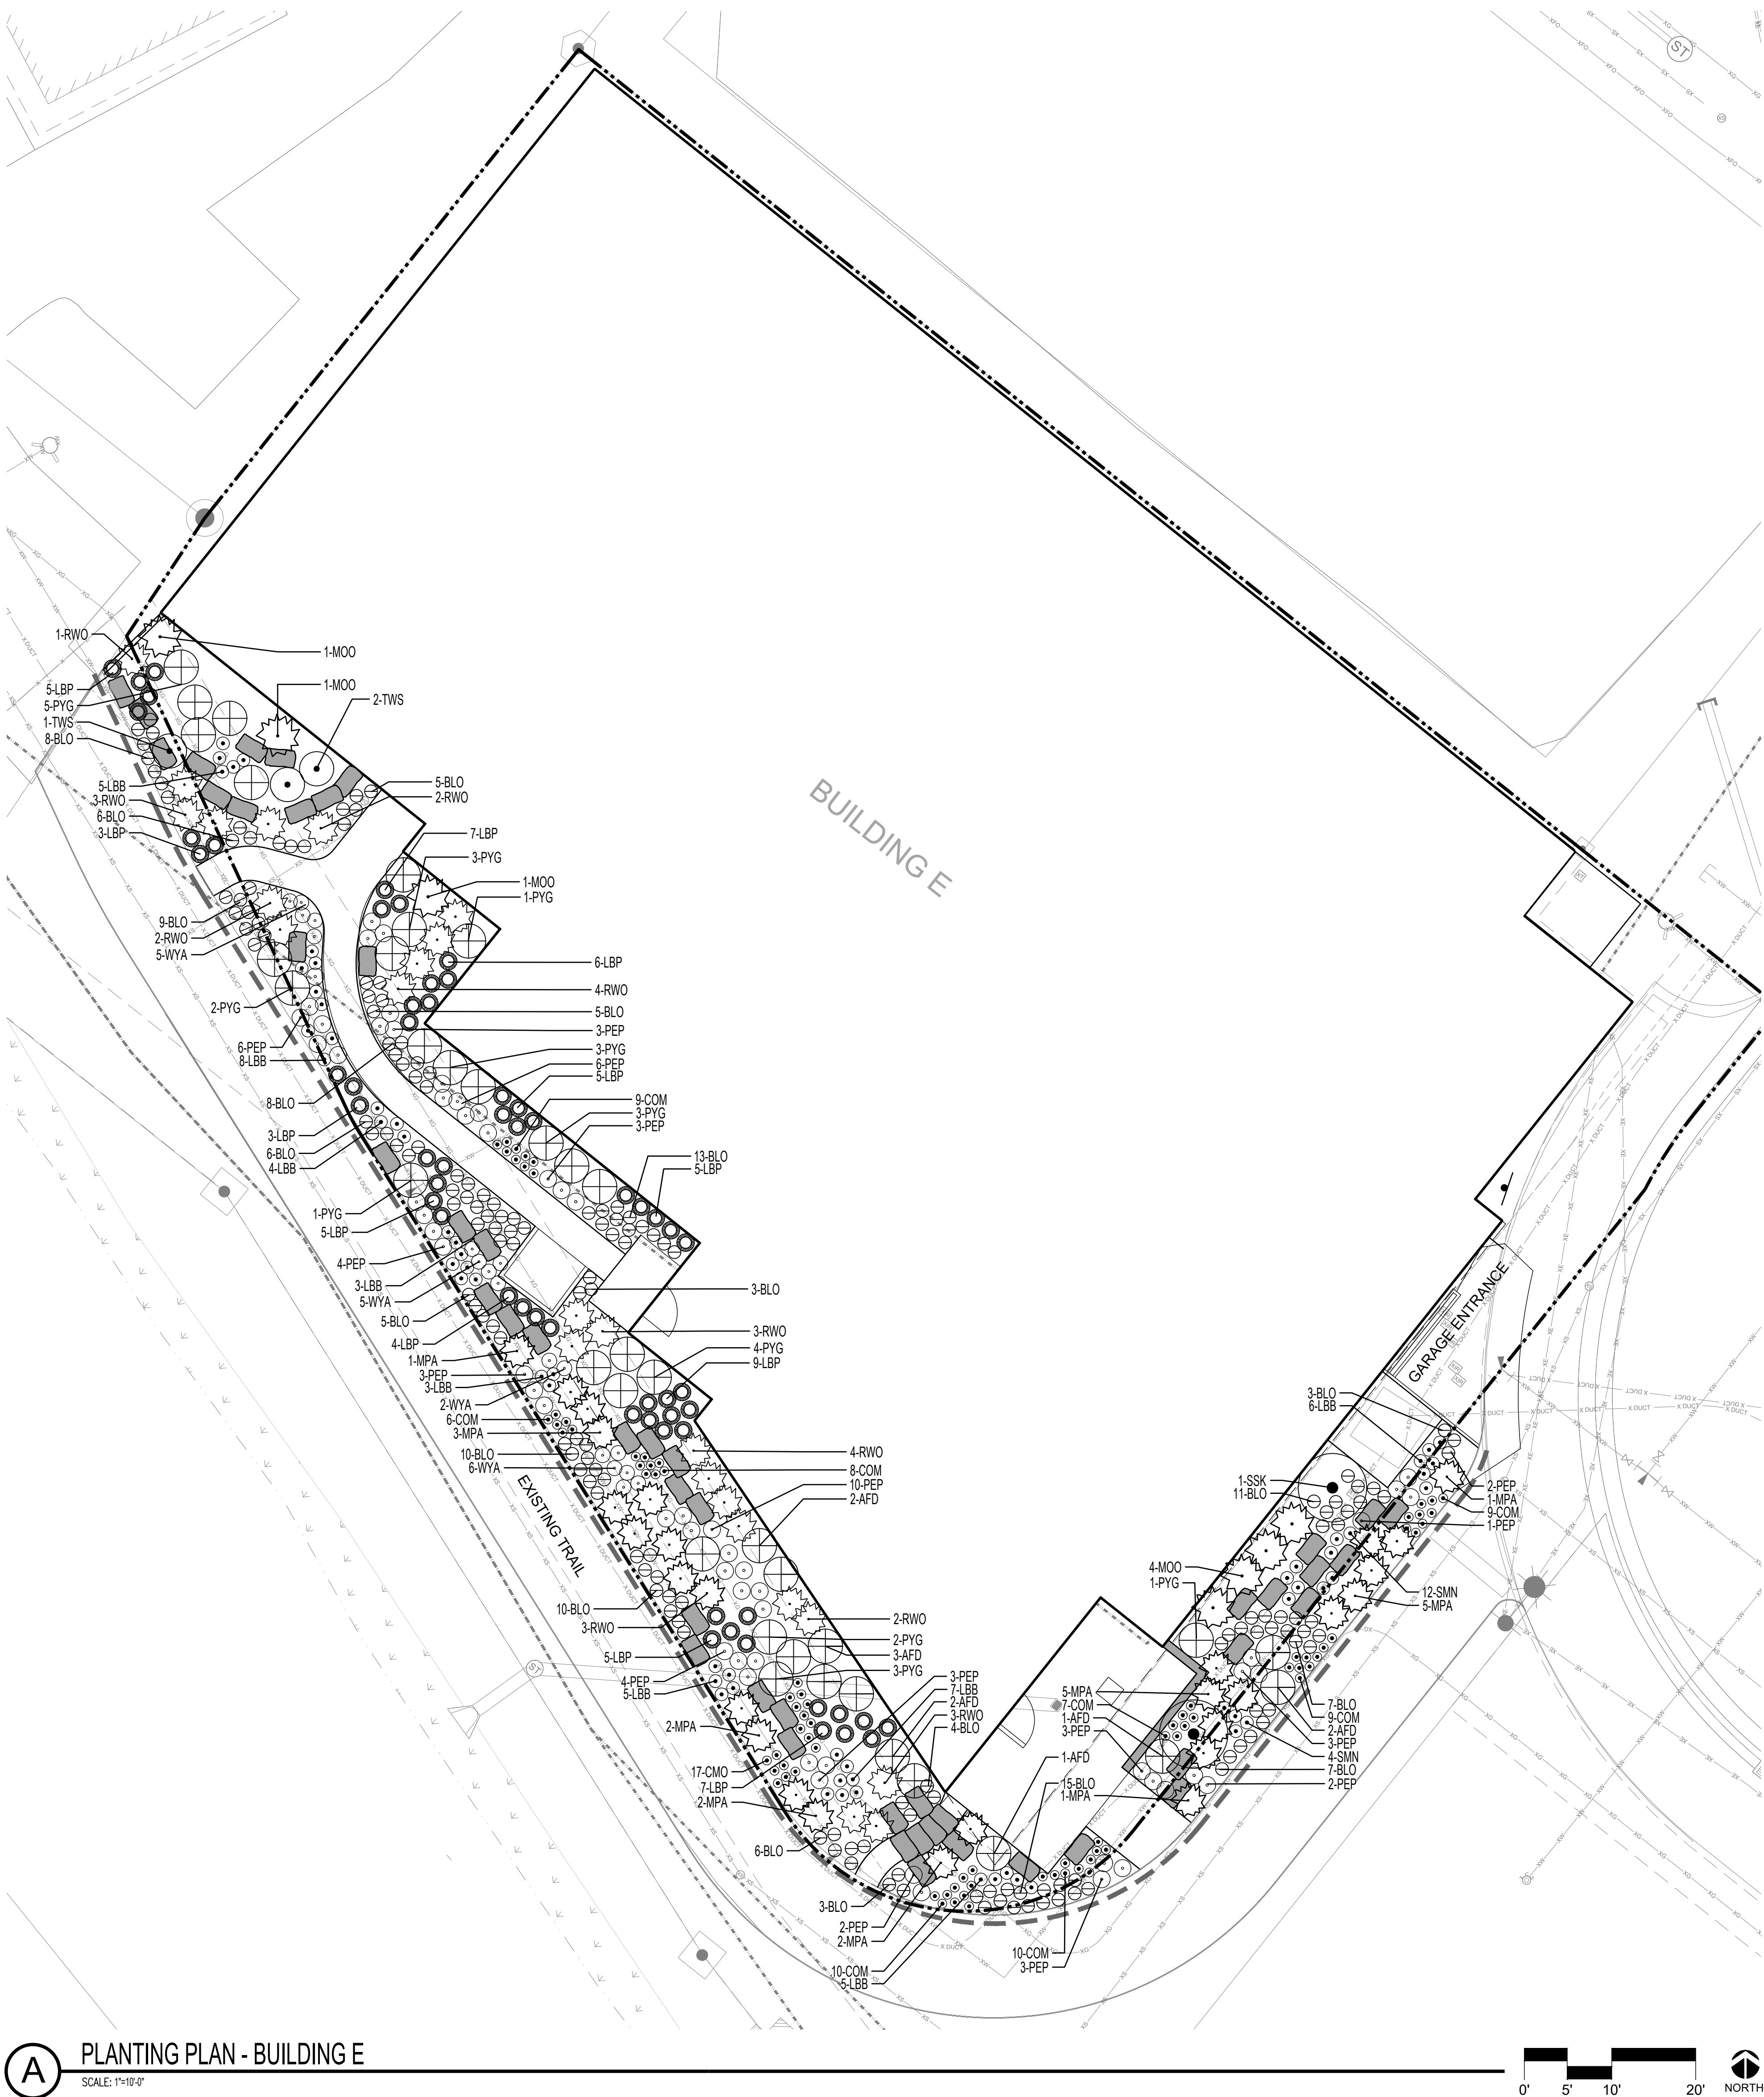 ST
BUILDING E
1-RWO
1-MOO
1-MOO
2-TWS
5-LBP
5-PYG
1-TWS
8-BLO
5-LBB
3-RWO
6-BLO
3-LBP
5-BLO
2-RWO
7-LBP
3-PYG
1-MOO
1-PYG
9-BLO
2-RWO
5-WYA
6-LBP
4-RWO
5-BLO
3-PEP
2-PYG
6-PEP
8-LBB
3-PYG
6-PEP
5-LBP
8-BLO
9-COM
3-PYG
3-PEP
3-LBP
6-BLO
4-LBB
13-BLO
5-LBP
1-PYG
5-LBP
4-PEP
3-LBB
5-WYA
5-BLO
4-LBP
1-MPA
3-PEP
3-LBB
2-WYA
6-COM
3-MPA
10-BLO
6-WYA
3-BLO
3-RWO
4-PYG
9-LBP
4-RWO
8-COM
10-PEP
2-AFD
EXISTING TRAIL
10-BLO
3-RWO
5-LBP
4-PEP
5-LBB
2-RWO
2-PYG
3-AFD
3-PYG
3-PEP
7-LBB
2-AFD
3-RWO
4-BLO
2-MPA
17-CMO
7-LBP
2-MPA
6-BLO
3-BLO
2-PEP
2-MPA
10-COM
5-LBB
10-COM
3-PEP
1-AFD
15-BLO
1-MPA
5-MPA
7-COM
1-AFD
3-PEP
4-MOO
1-PYG
1-SSK
11-BLO
3-BLO
6-LBB
GARAGE ENTRANCE
2-PEP
1-MPA
9-COM
1-PEP
12-SMN
5-MPA
7-BLO
9-COM
2-AFD
3-PEP
4-SMN
7-BLO
2-PEP
ST
X DUCT
X DUCT
X DUCT
X DUCT
A
PLANTING PLAN - BUILDING E
SCALE: 1"=10'-0"
0' 5' 10' 20'
NORTH